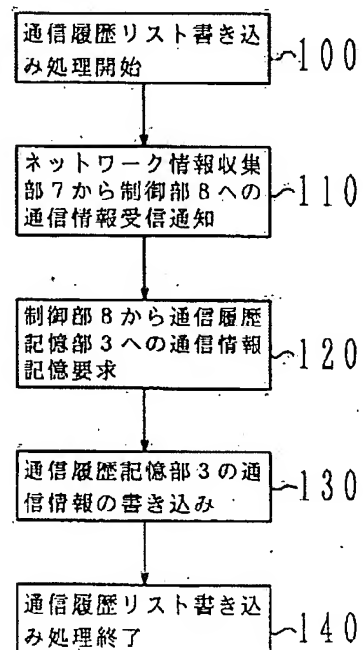 通信履歴リスト書き込
み処理開始
100
ネットワーク情報収集
部7から制御部8への
通信情報受信通知
110
制御部8から通信履歴
記憶部3への通信情報
記憶要求
120
通信履歴記憶部3の通
信情報の書き込み
130
通信履歴リスト書き込
み処理終了
140